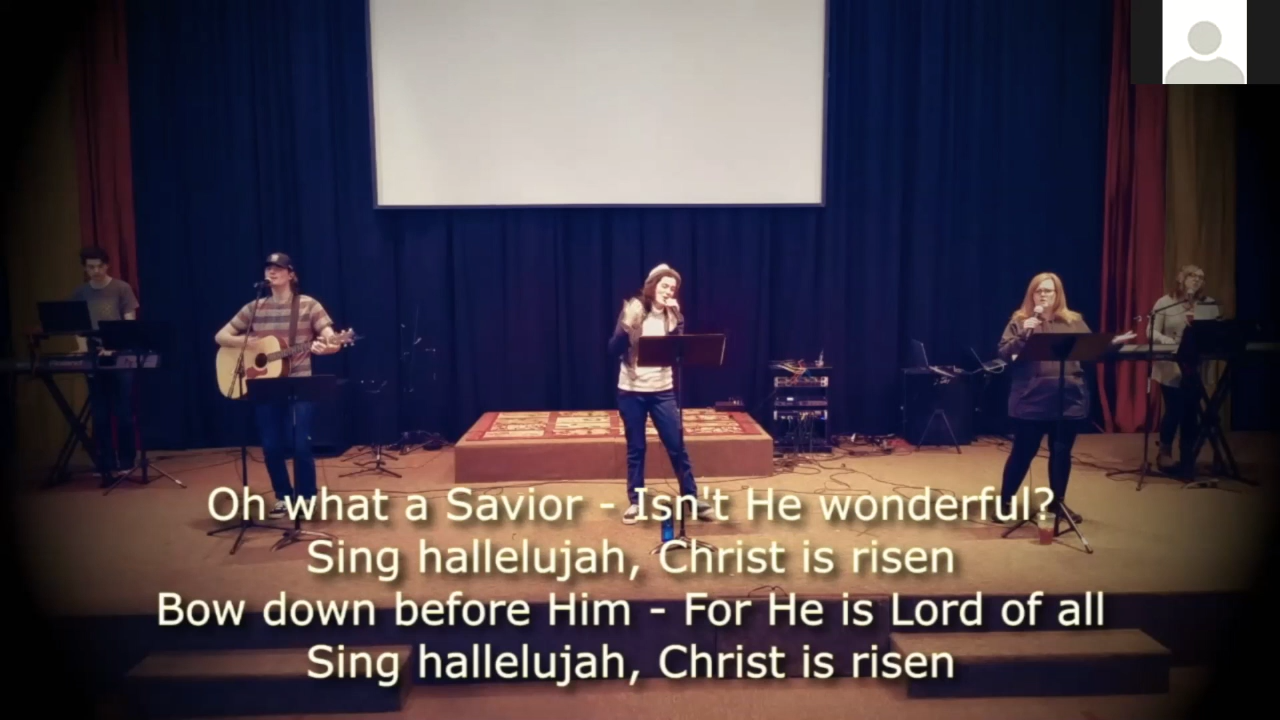 Oh what a Savior - Isn't He wonderful?
Sing hallelujah, Christ is risen
Bow down before Him - For He is Lord of all
Sing hallelujah, Christ is risen